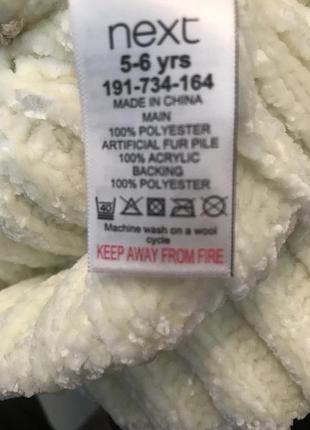 next
5-6 yrs
191-734-164
MADE IN CHINA
MAIN
100% POLYESTER
ARTIFICIAL FUR PILE
100% ACRYLIC
BACKING
100% POLYESTER
40
Machine wash on a wool
cycle
KEEP AWAY FROM FIRE